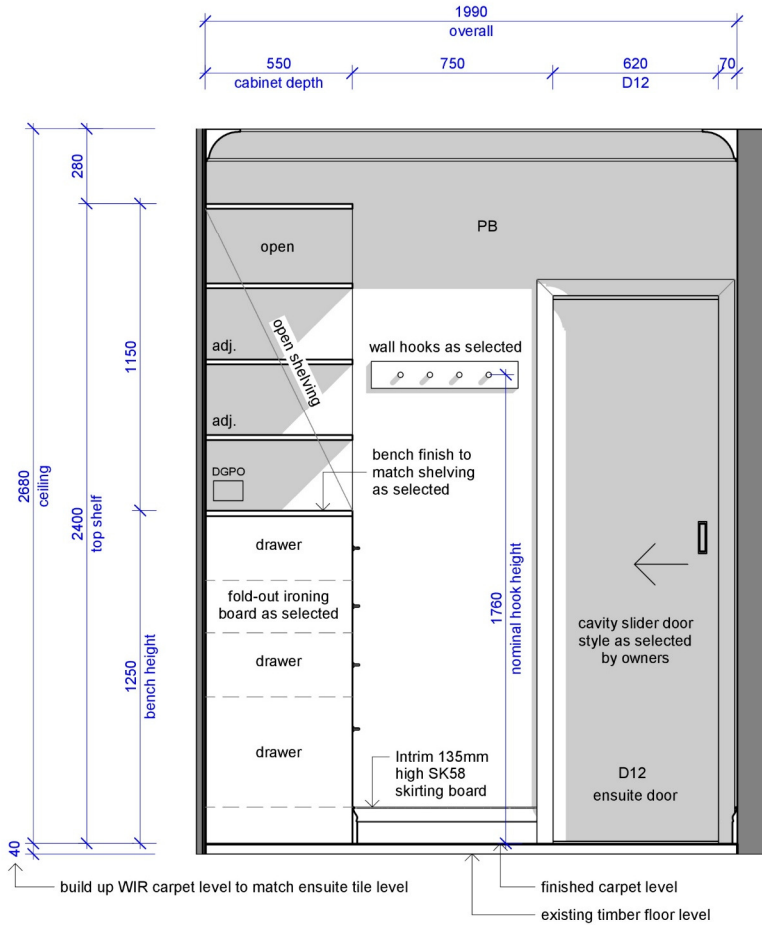 1990
overall
550
750
620
70
cabinet depth
D12
280
PB
open
open shelving
adj.
wall hooks as selected
1150
adj.
bench finish to
match shelving
as selected
DGPO
2680
ceiling
2400
top shelf
drawer
fold-out ironing
board as selected
1760
nominal hook height
cavity slider door
style as selected
by owners
drawer
1250
bench height
drawer
Intrim 135mm
high SK58
skirting board
D12
ensuite door
40
build up WIR carpet level to match ensuite tile level
finished carpet level
existing timber floor level